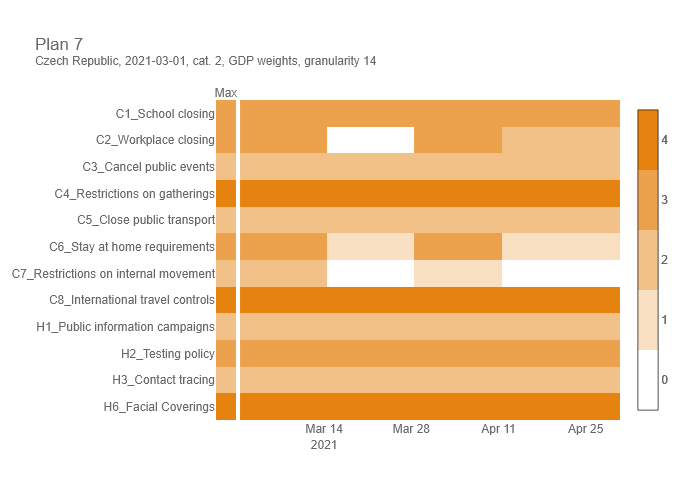 Plan 7
Czech Republic, 2021-03-01, cat. 2, GDP weights, granularity 14
Max
C1_School closing
C2_Workplace closing
C3_Cancel public events
C4_Restrictions on gatherings
C5_Close public transport
C6_Stay at home requirements
C7_Restrictions on internal movement
C8_International travel controls
H1_Public information campaigns
H2_Testing policy
H3_Contact tracing
H6_Facial Coverings
Mar 14
2021
Mar 28
Apr 11
Apr 25
4
3
2
1
0